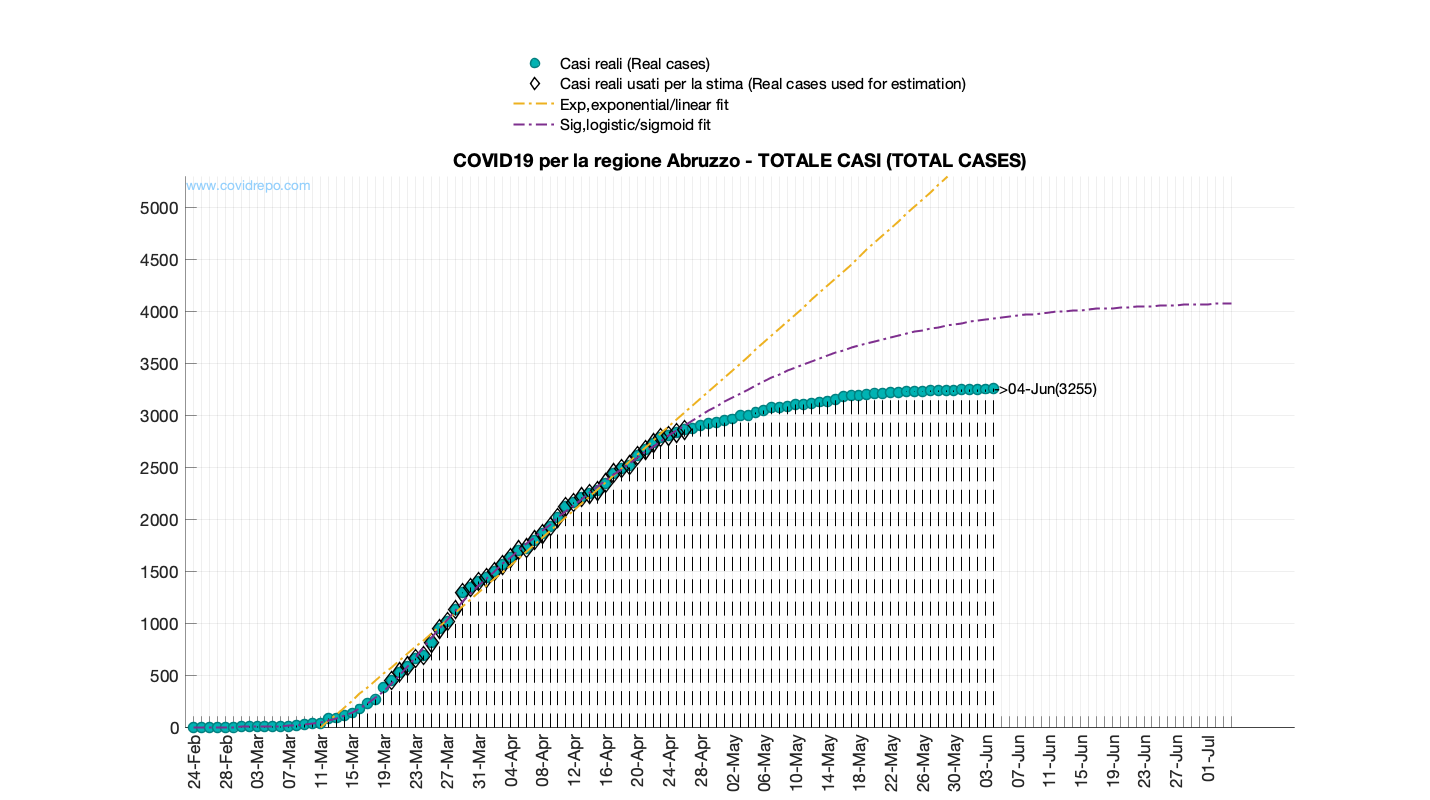 Casi reali (Real cases)
Casi reali usati per la stima (Real cases used for estimation)
Exp,exponential/linear fit
Sig,logistic/sigmoid fit
COVID19 per la regione Abruzzo - TOTALE CASI (TOTAL CASES)
www.covidrepo.com
5000
4500
4000
3500
3000
2500
2000
1500
1000
500
0
>04-Jun(3255)
24-Feb
28-Feb
03-Mar
07-Mar
11-Mar
15-Mar
19-Mar
23-Mar
27-Mar
31-Mar
04-Apr
08-Apr
12-Apr
16-Apr
20-Apr
24-Apr
28-Apr
02-May
06-May
10-May
14-May
18-May
22-May
26-May
30-May
03-Jun
07-Jun
11-Jun
15-Jun
19-Jun
23-Jun
27-Jun
01-Jul